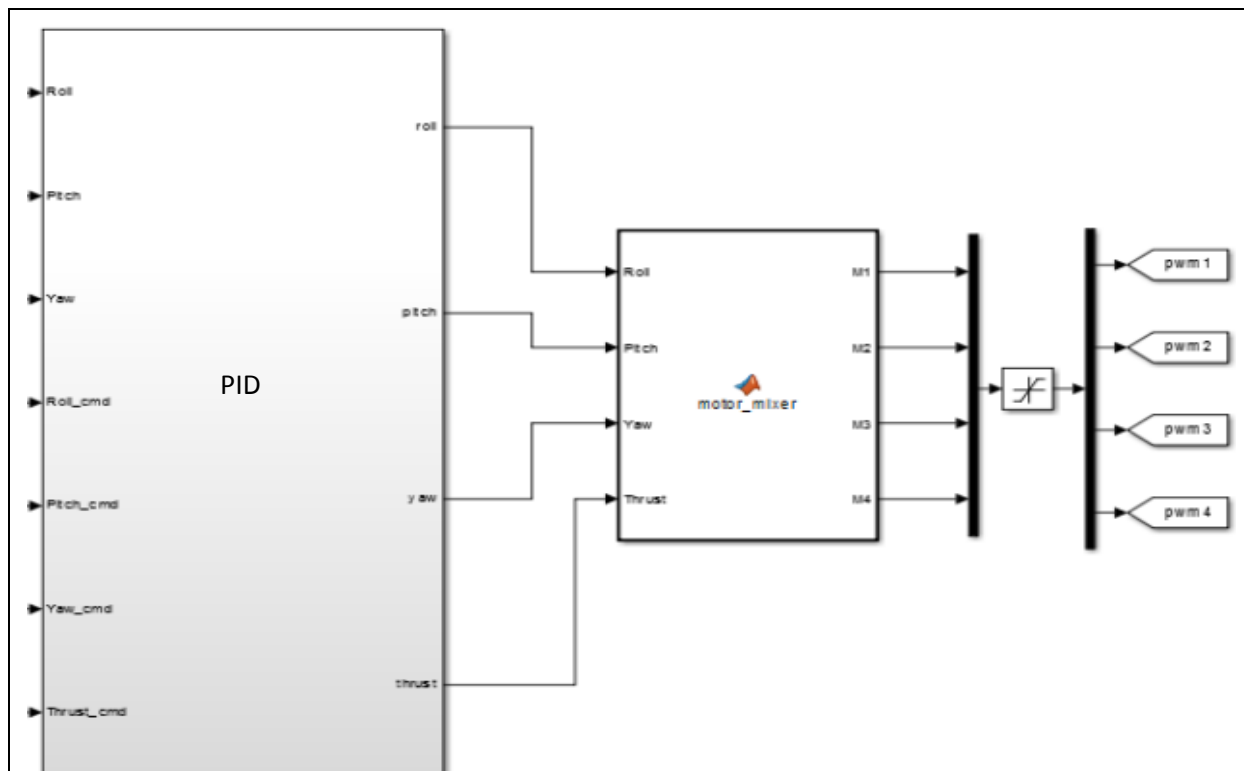 Roll
Pitch
Yaw
Roll_cmd
Pitch_cmd
Yaw_cmd
Thrust_cmd
PID
roll
pitch
yaw
thrust
Roll
Pitch
Yaw
Thrust
motor_mixer
M1
M2
M3
M4
pwm 1
pwm 2
pwm 3
pwm 4